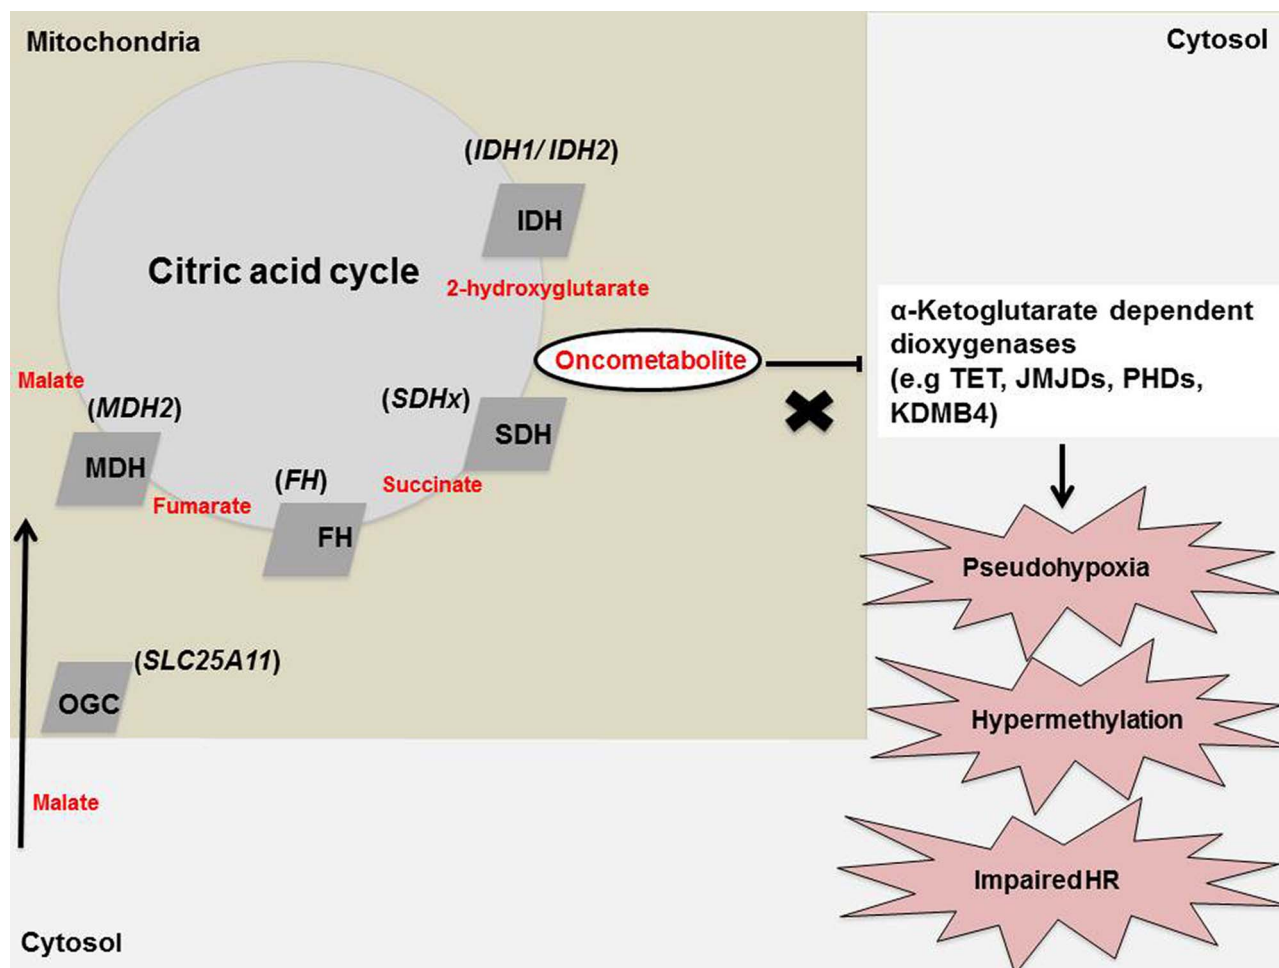 Mitochondria
Cytosol
(IDH1/ IDH2)
IDH
Citric acid cycle
2-hydroxyglutarate
α-Ketoglutarate dependent
dioxygenases
(e.g TET, JMJDs, PHDs,
KDMB4)
Oncometabolite
Malate
(MDH2)
(SDHx)
MDH
SDH
(FH)
Succinate
Fumarate
FH
Pseudohypoxia
(SLC25A11)
OGC
Hypermethylation
Malate
Impaired HR
Cytosol